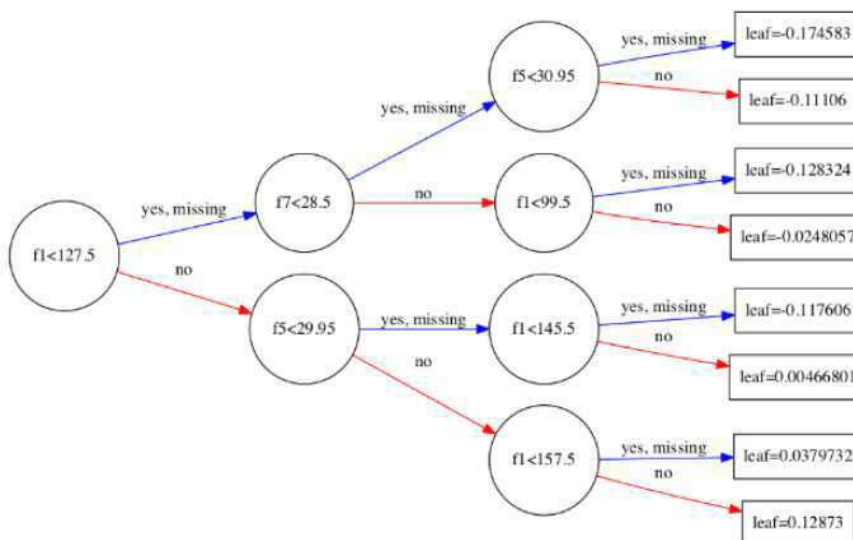 leaf=-0.174583
yes, missing
f5<30.95
no
yes, missing
leaf=-0.11106
leaf=-0.128324
yes, missing
yes, missing
f7<28.5
no
f1<99.5
no
leaf=-0.0248057
f1<127.5
no
leaf=-0.117606
yes, missing
f5<29.95
yes, missing
f1<145.5
no
no
leaf=0.00466801
yes, missing
leaf=0.0379732
f1<157.5
no
leaf=0.12873